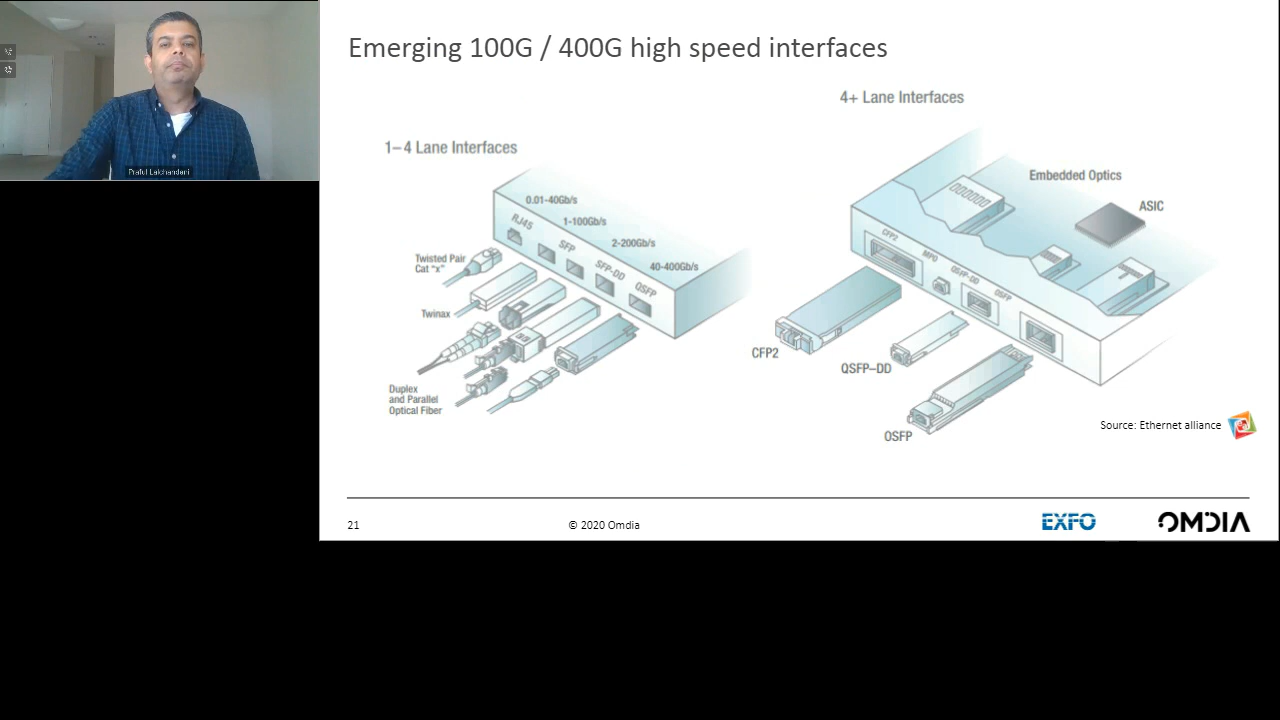 Praful Lalchandani
Emerging 100G / 400G high speed interfaces
1–4 Lane Interfaces
0.01-40Gb/s
1-100Gb/s
2-200Gb/s
40-400Gb/s
RJ45
SFP
SFP-DD
QSFP
Twisted Pair
Cat "x"
Twinax
Duplex
and Parallel
Optical Fiber
4+ Lane Interfaces
Embedded Optics
ASIC
CFP2
MPO
QSFP-DD
OSFP
CFP2
QSFP–DD
OSFP
Source: Ethernet alliance
ea
21
© 2020 Omdia
EXFO
OMDIA